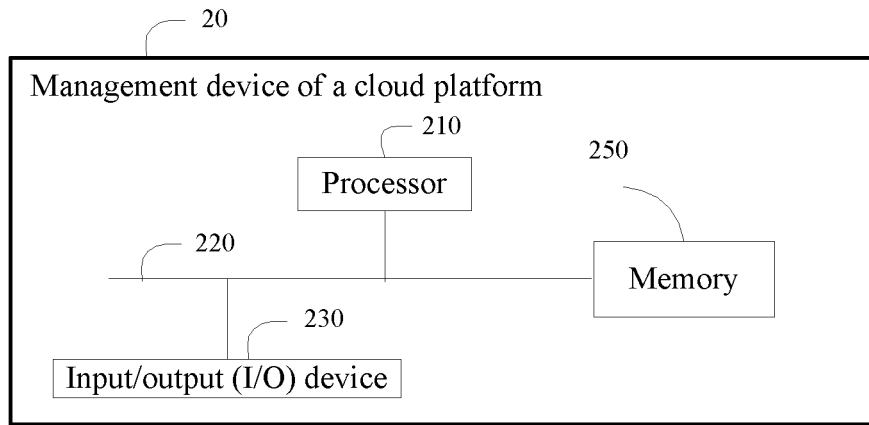 20
Management device of a cloud platform
210
250
Processor
220
Memory
230
Input/output (I/O) device